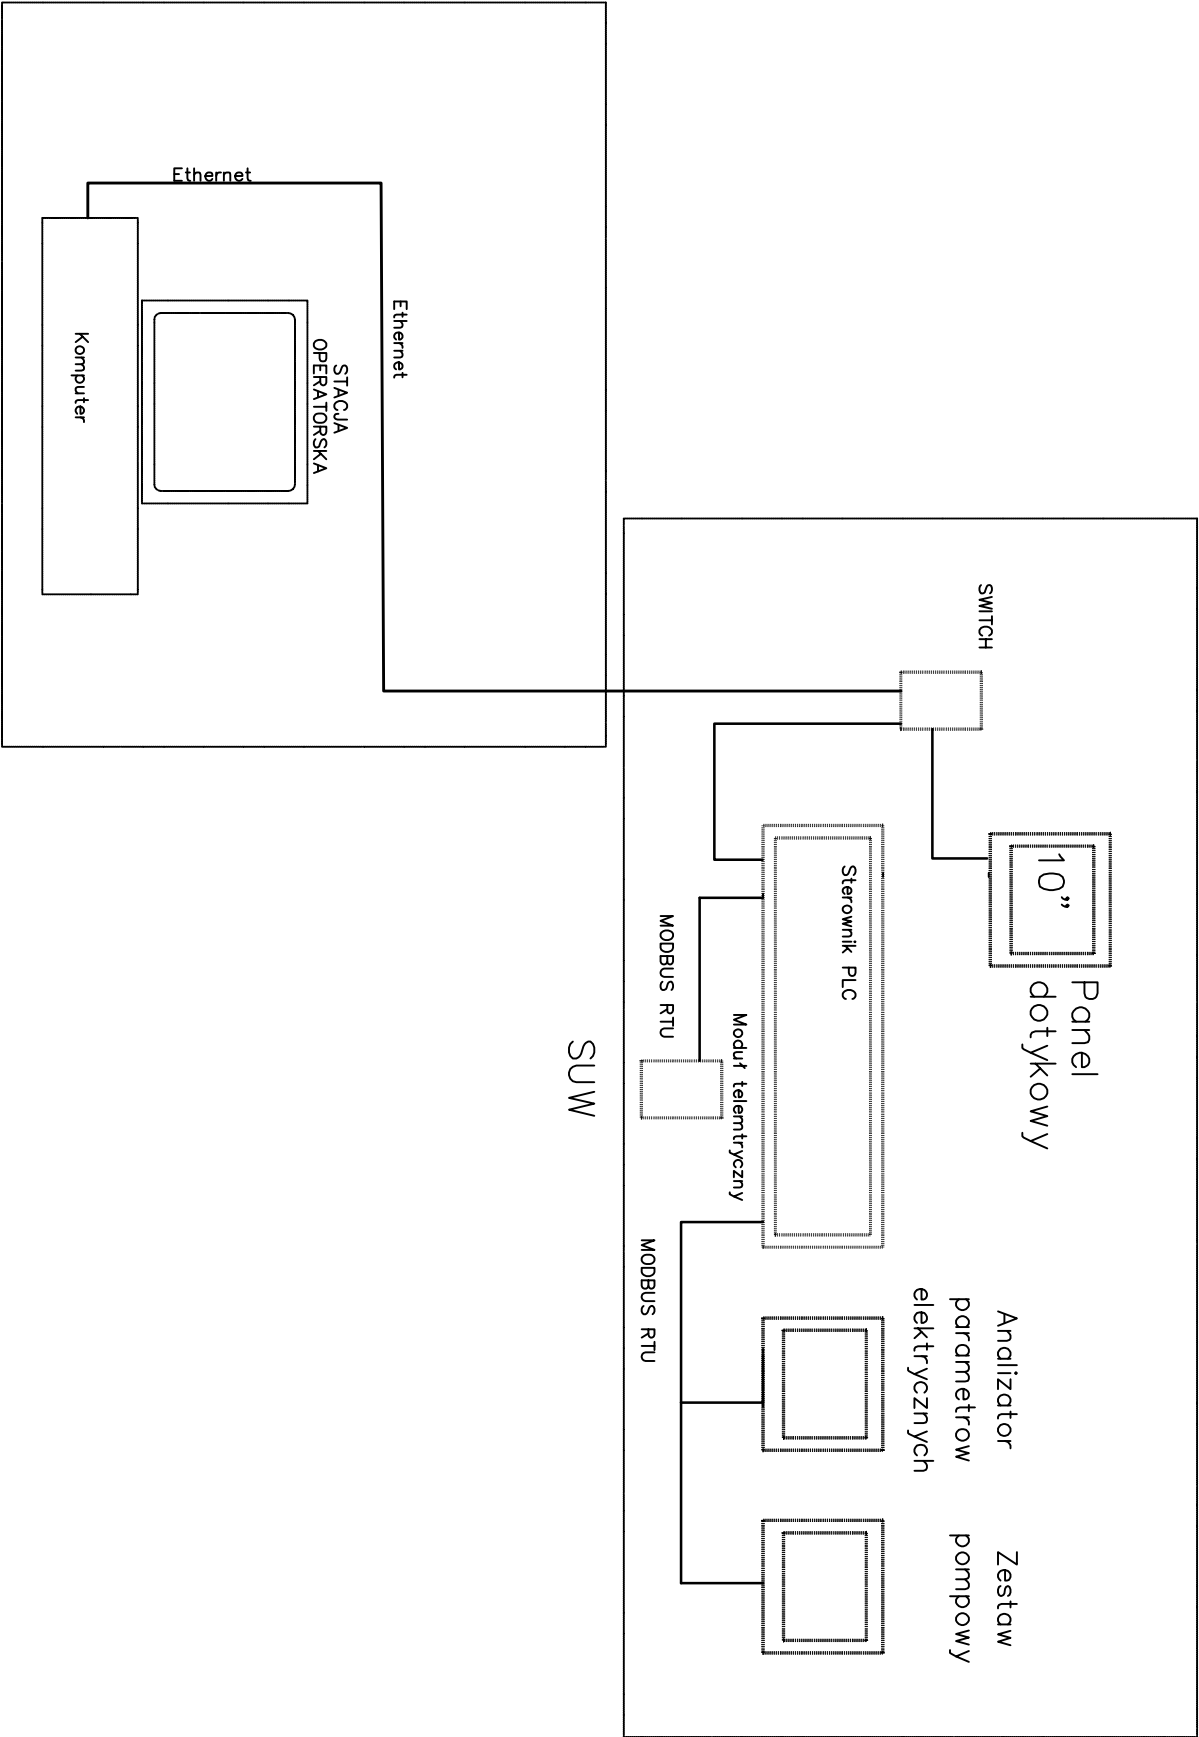 SWITCH
10”
Panel
dotykowy
Sterownik PLC
Analizator
parametrow
elektrycznych
Zestaw
pompowy
Moduł telemtryczny
MODBUS RTU
MODBUS RTU
SUW
Ethernet
Ethernet
STACJA
OPERATORSKA
Komputer